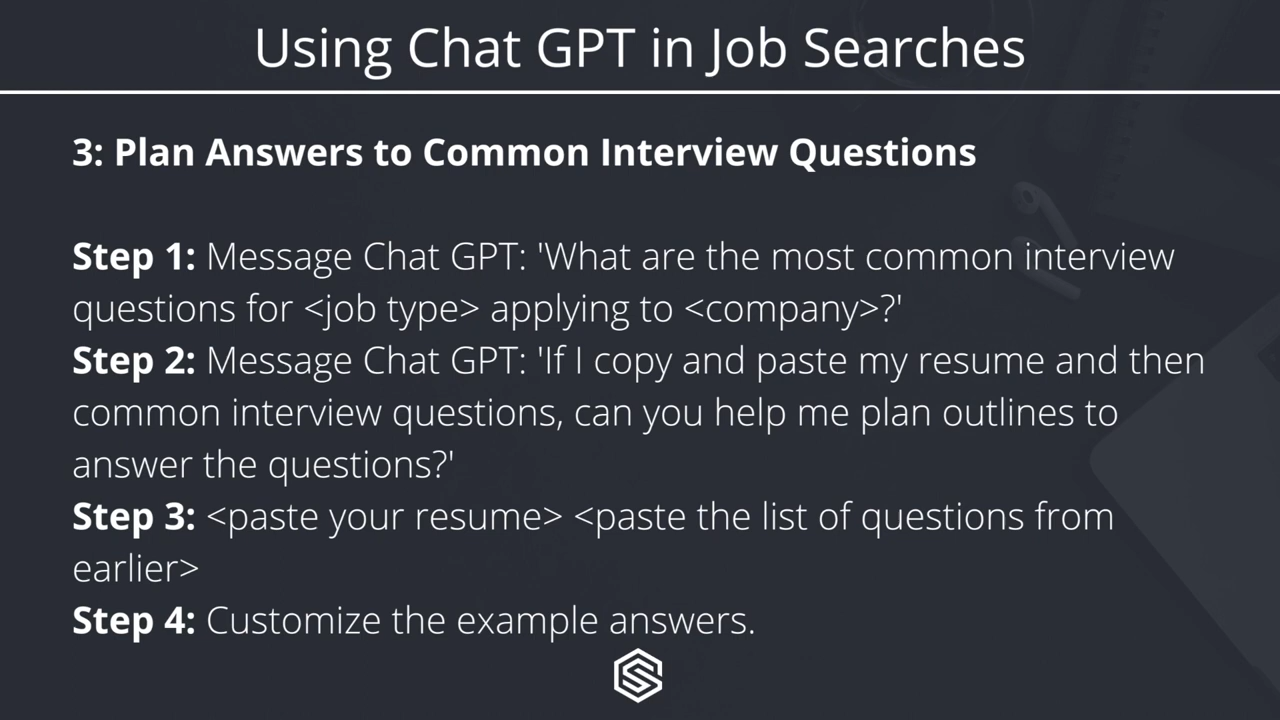 Using Chat GPT in Job Searches
3: Plan Answers to Common Interview Questions
Step 1: Message Chat GPT: 'What are the most common interview
questions for <job type> applying to <company>?'
Step 2: Message Chat GPT: 'If I copy and paste my resume and then
common interview questions, can you help me plan outlines to
answer the questions?'
Step 3: <paste your resume> <paste the list of questions from
earlier>
Step 4: Customize the example answers.